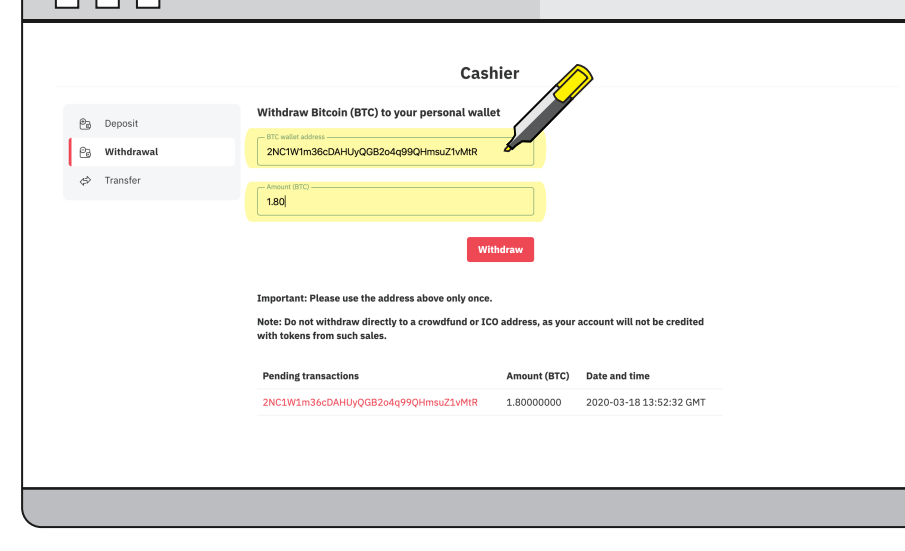 Cashier
Deposit
Withdrawal
Transfer
Withdraw Bitcoin (BTC) to your personal wallet
BTC wallet address
2NC1W1m36cDAHUyQGB2o4q99QHmsuZ1vMtR
Amount (BTC)
1.80
Withdraw
Important: Please use the address above only once.
Note: Do not withdraw directly to a crowdfund or ICO address, as your account will not be credited
with tokens from such sales.
Pending transactions Amount (BTC) Date and time
2NC1W1m36cDAHUyQGB2o4q99QHmsuZ1vMtR 1.80000000 2020-03-18 13:52:32 GMT